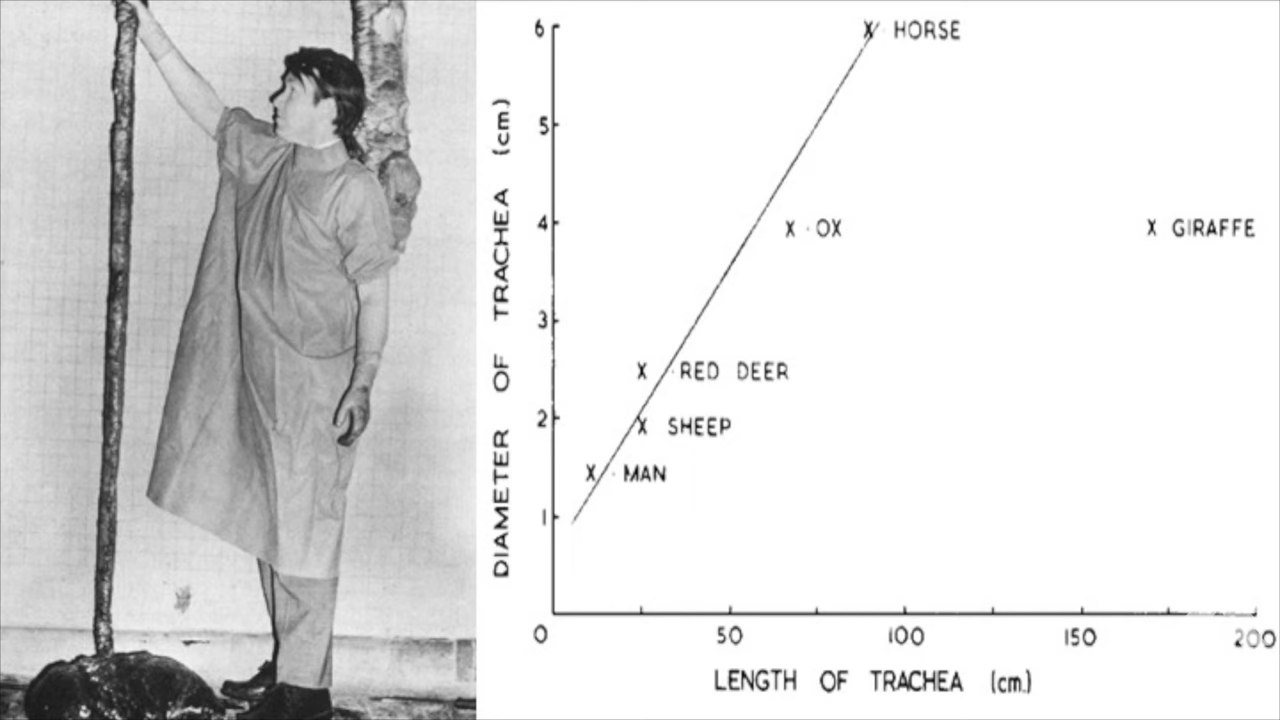 6
HORSE
5
4
OX
GIRAFFE
3
RED DEER
2
SHEEP
MAN
1
0
50
100
150
200
DIAMETER OF TRACHEA (cm)
LENGTH OF TRACHEA (cm.)